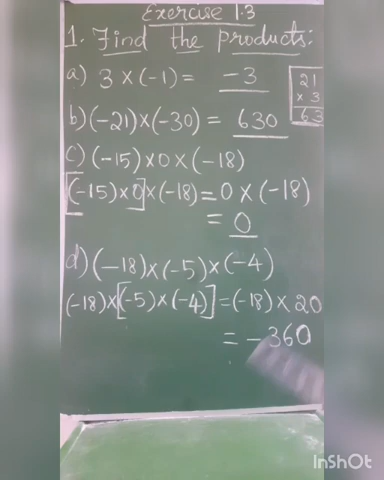 Exercise 1.3
1. Find the products:
a) 3 × (-1) = -3
21
× 3
63
b) (-21)×(-30) = 630
c) (-15)×0×(-18)
[(-15)×0]×(-18) = 0 × (-18)
= 0
d) (-18)×(-5)×(-4)
(-18)×[(-5)×(-4)] = (-18) × 20
= -360
InShOt